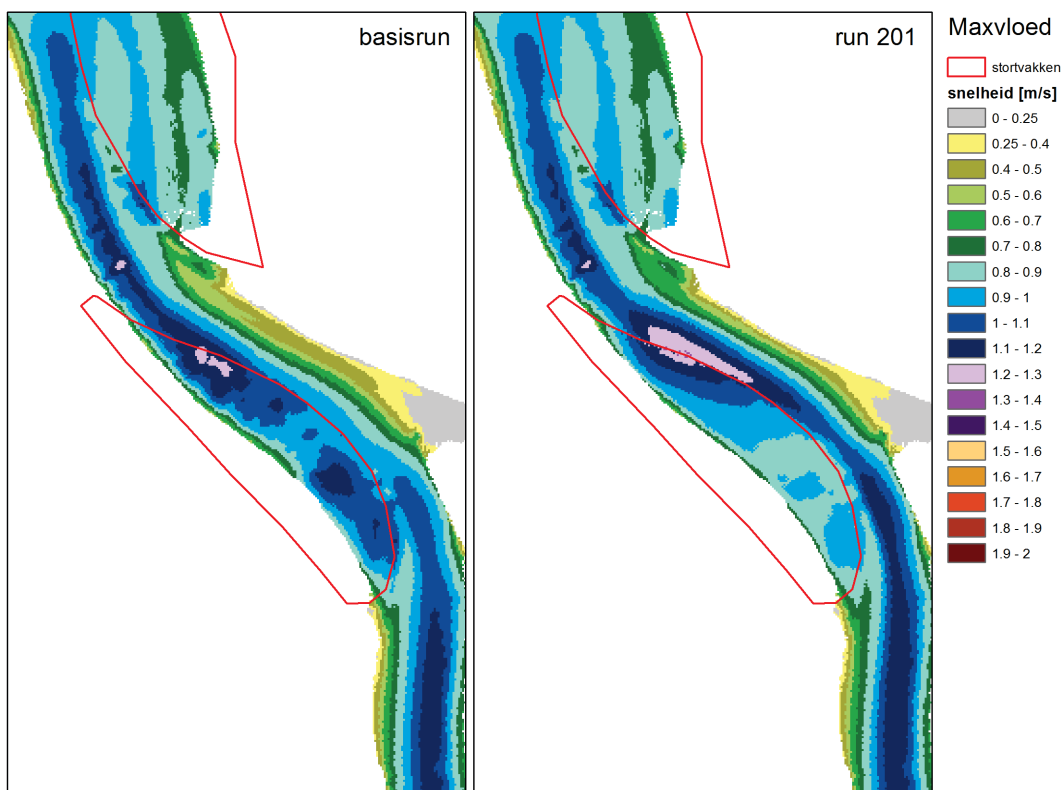 basisrun
run 201
Maxvloed
stortvakken
snelheid [m/s]
0 - 0.25
0.25 - 0.4
0.4 - 0.5
0.5 - 0.6
0.6 - 0.7
0.7 - 0.8
0.8 - 0.9
0.9 - 1
1 - 1.1
1.1 - 1.2
1.2 - 1.3
1.3 - 1.4
1.4 - 1.5
1.5 - 1.6
1.6 - 1.7
1.7 - 1.8
1.8 - 1.9
1.9 - 2